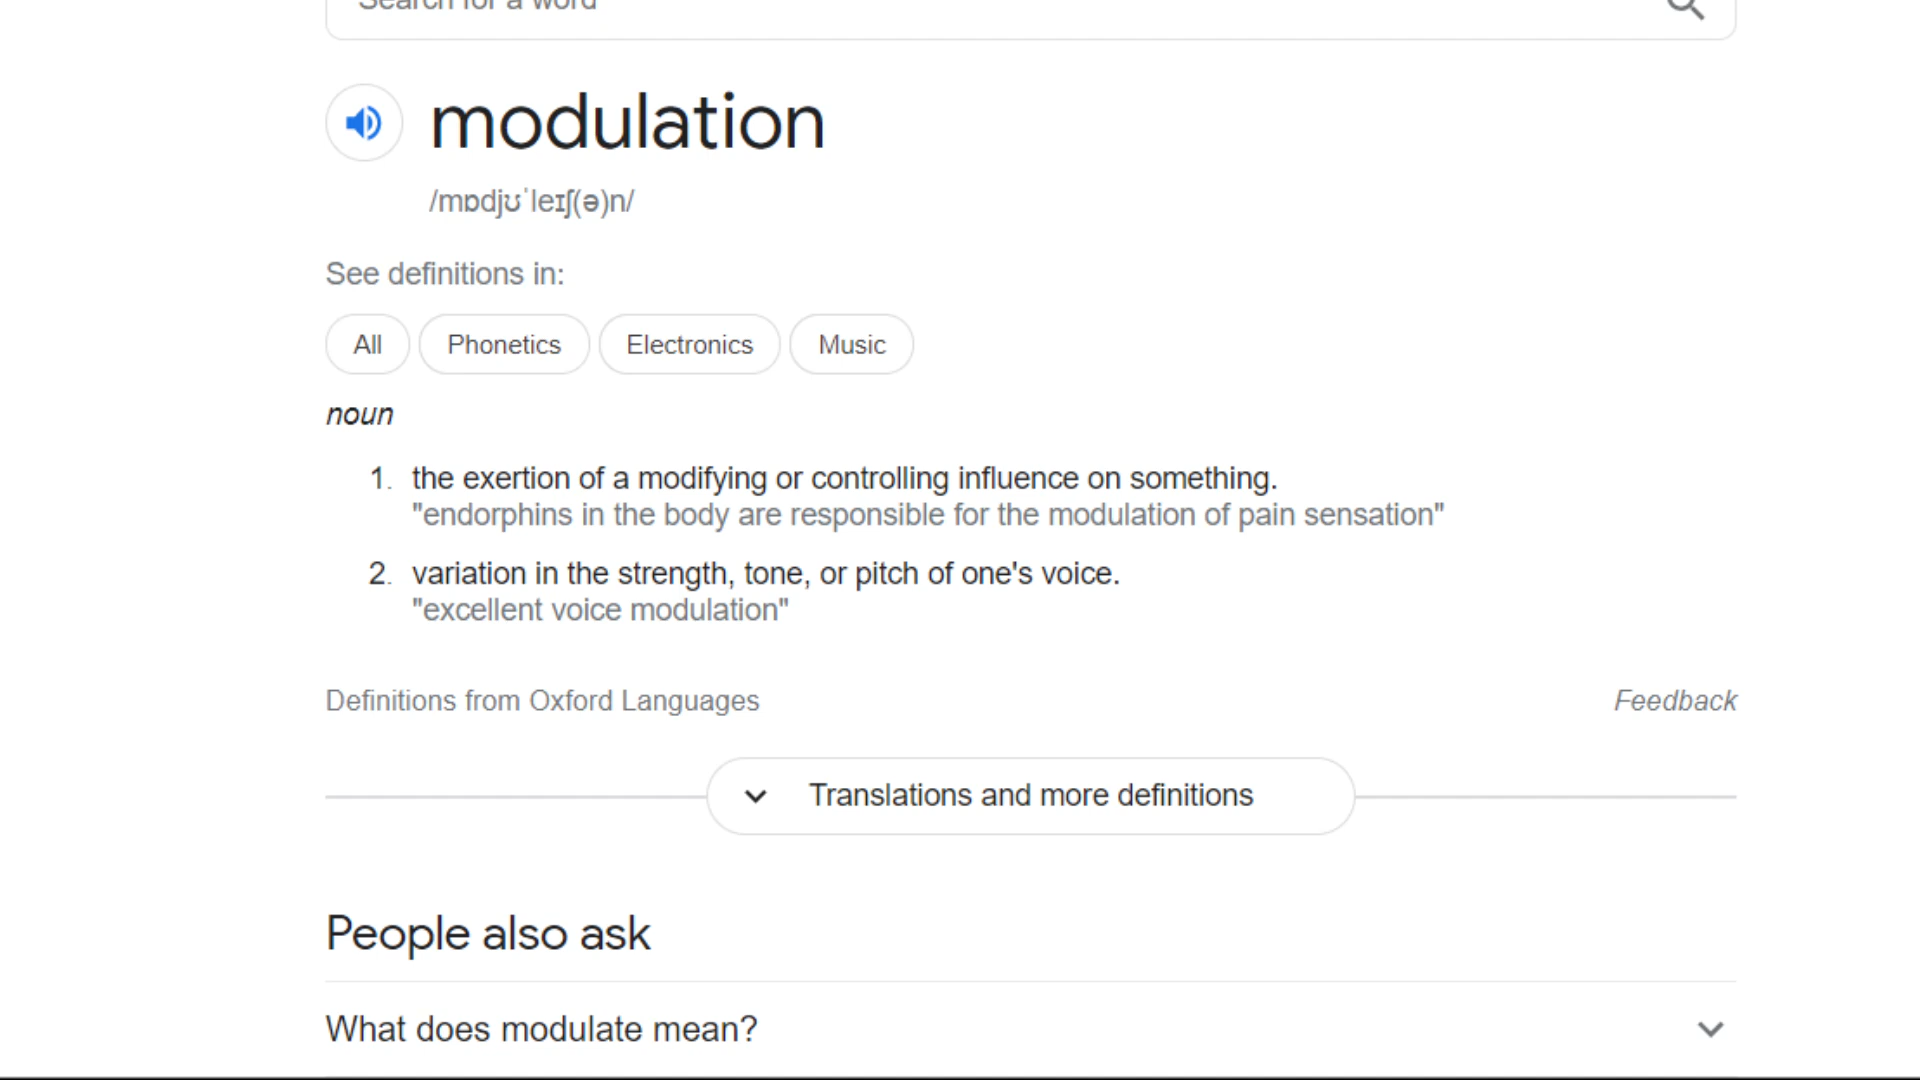 Search for a word
modulation
/mɒdjʊˈleɪʃ(ə)n/
See definitions in:
All Phonetics Electronics Music
noun
1. the exertion of a modifying or controlling influence on something.
"endorphins in the body are responsible for the modulation of pain sensation"
2. variation in the strength, tone, or pitch of one's voice.
"excellent voice modulation"
Definitions from Oxford Languages Feedback
Translations and more definitions
People also ask
What does modulate mean?